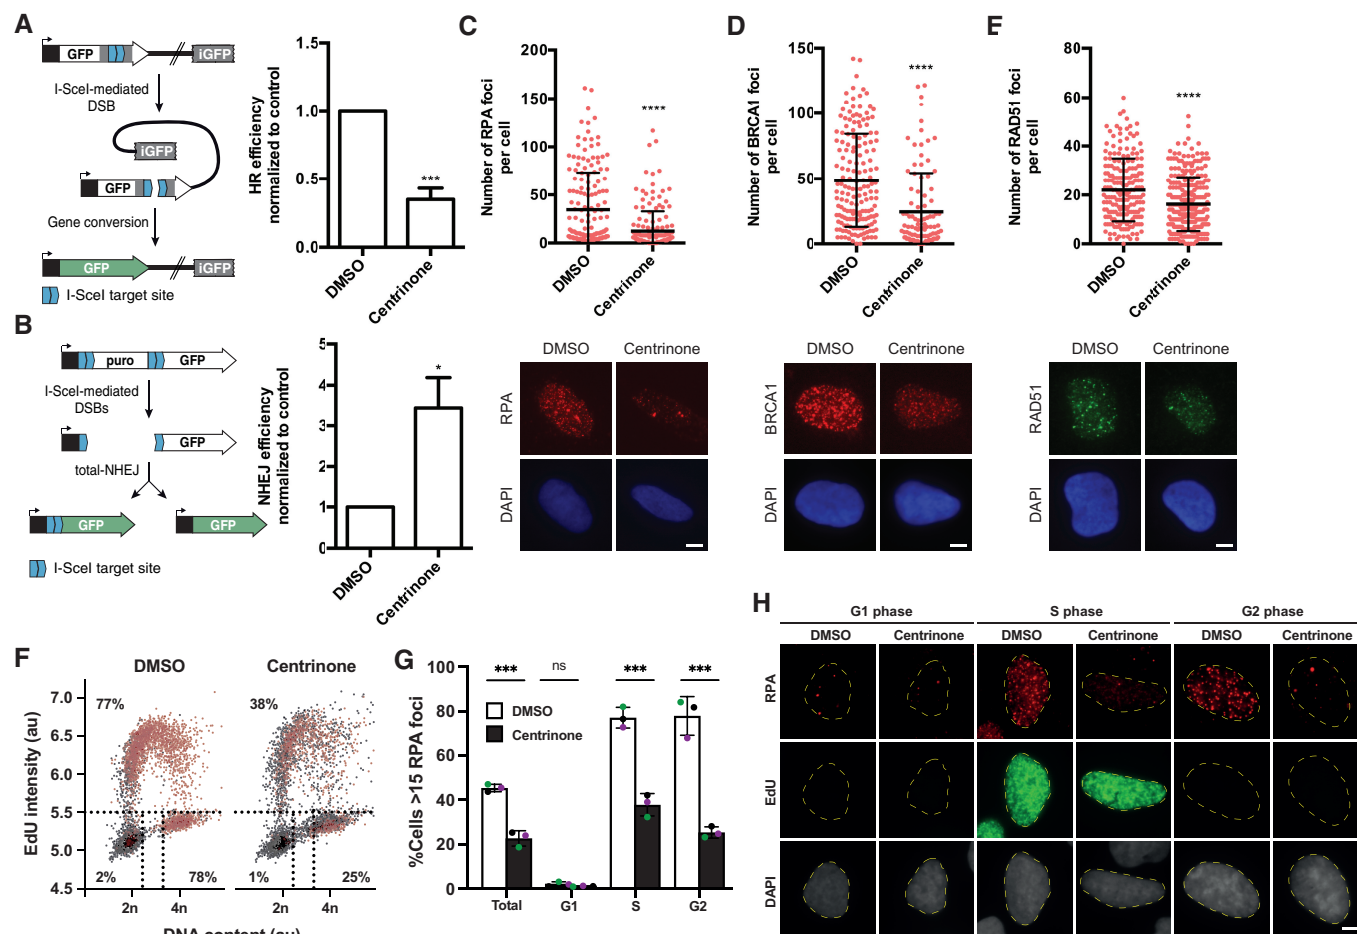 A
GFP
iGFP
I-SceI-mediated
DSB
iGFP
GFP
Gene conversion
GFP
iGFP
I-SceI target site
HR efficiency
normalized to control
1.5
1.0
0.5
0.0
***
DMSO
Centrinone
B
puro
GFP
I-SceI-mediated
DSBs
GFP
total-NHEJ
GFP
GFP
I-SceI target site
NHEJ efficiency
normalized to control
5
4
3
2
1
0
*
DMSO
Centrinone
C
Number of RPA foci
per cell
200
150
100
50
0
****
DMSO
Centrinone
DMSO Centrinone
RPA
DAPI
D
Number of BRCA1 foci
per cell
150
100
50
0
****
DMSO
Centrinone
DMSO Centrinone
BRCA1
DAPI
E
Number of RAD51 foci
per cell
80
60
40
20
0
****
DMSO
Centrinone
DMSO Centrinone
RAD51
DAPI
F
DMSO Centrinone
EdU intensity (au)
7.0
6.5
6.0
5.5
5.0
4.5
77%
2%
78%
38%
1%
25%
2n 4n 2n 4n
DNA content (au)
G
%Cells >15 RPA foci
100
80
60
40
20
0
*** ns *** ***
DMSO
Centrinone
Total G1 S G2
H
G1 phase S phase G2 phase
DMSO Centrinone DMSO Centrinone DMSO Centrinone
RPA
EdU
DAPI